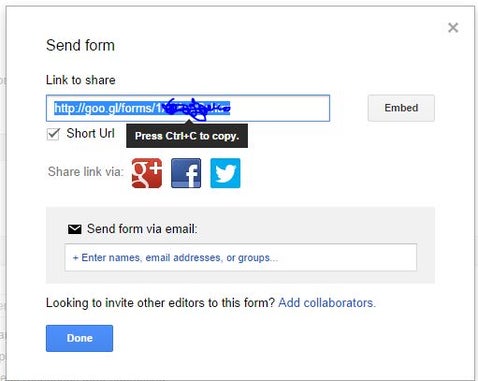 Send form
Link to share
http://goo.gl/forms/1
Embed
Short Url
Press Ctrl+C to copy.
Share link via:
g+
f
Send form via email:
+ Enter names, email addresses, or groups...
Looking to invite other editors to this form? Add collaborators.
Done